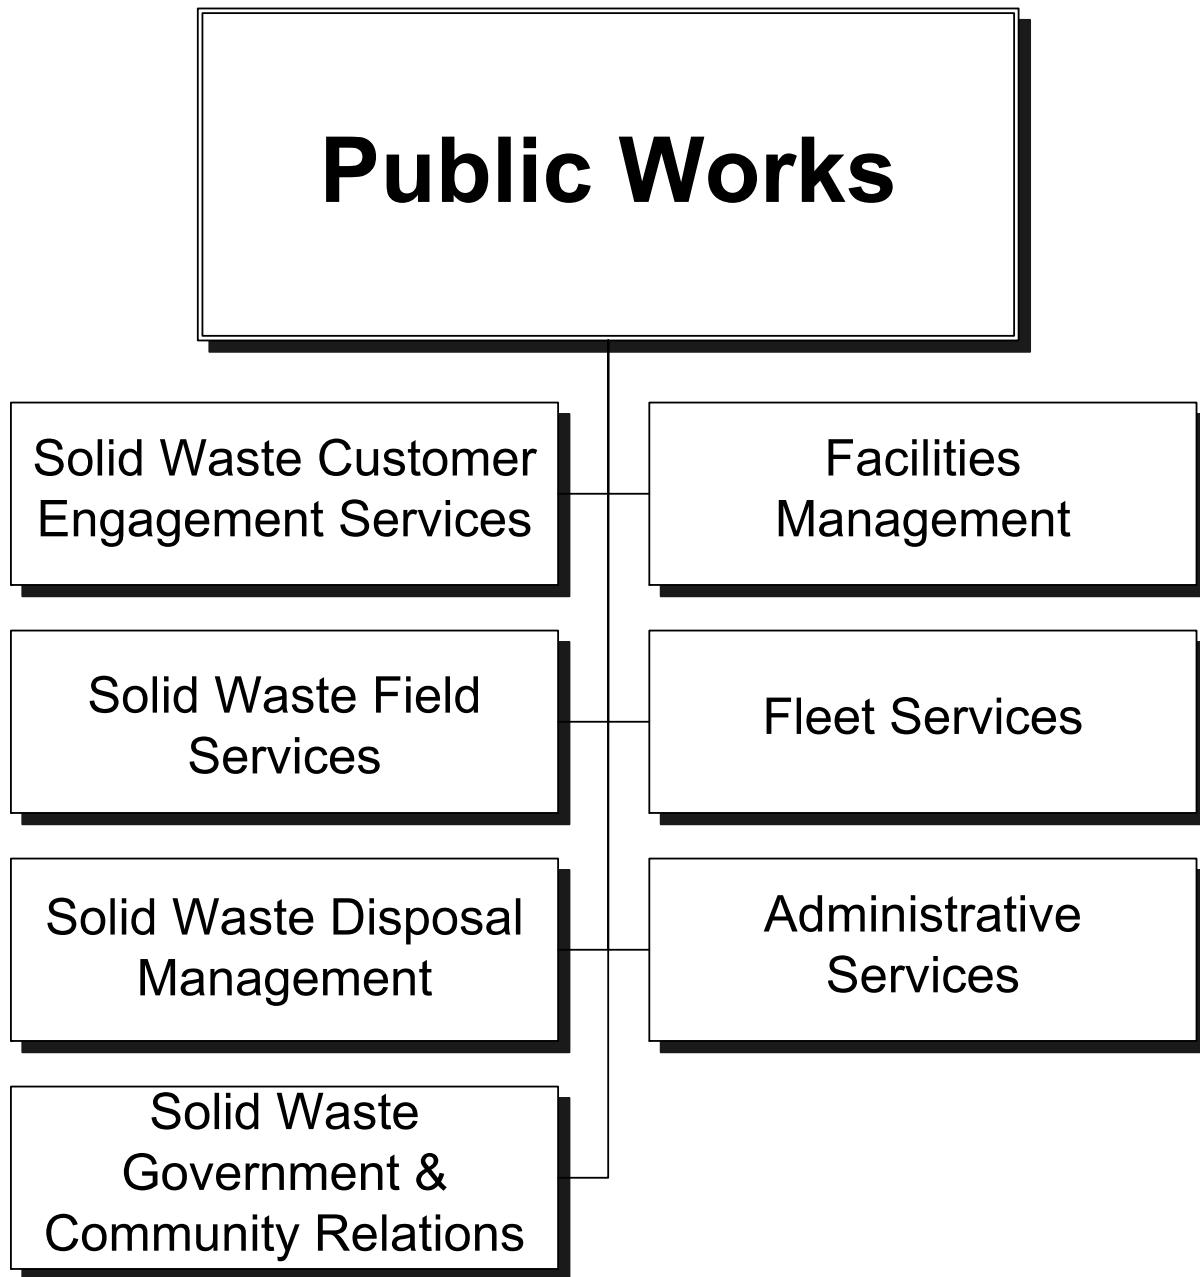 Public Works
Solid Waste Customer
Engagement Services
Facilities
Management
Solid Waste Field
Services
Fleet Services
Solid Waste Disposal
Management
Administrative
Services
Solid Waste
Government &
Community Relations